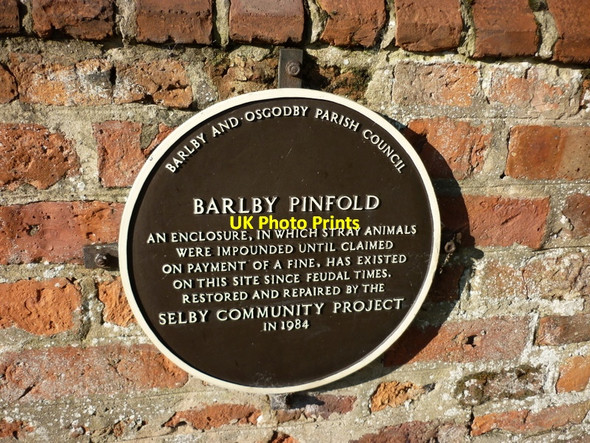 BARLBY AND OSGODBY PARISH COUNCIL
BARLBY PINFOLD
UK Photo Prints
AN ENCLOSURE, IN WHICH STRAY ANIMALS
WERE IMPOUNDED UNTIL CLAIMED
ON PAYMENT OF A FINE, HAS EXISTED
ON THIS SITE SINCE FEUDAL TIMES.
RESTORED AND REPAIRED BY THE
SELBY COMMUNITY PROJECT
IN 1984